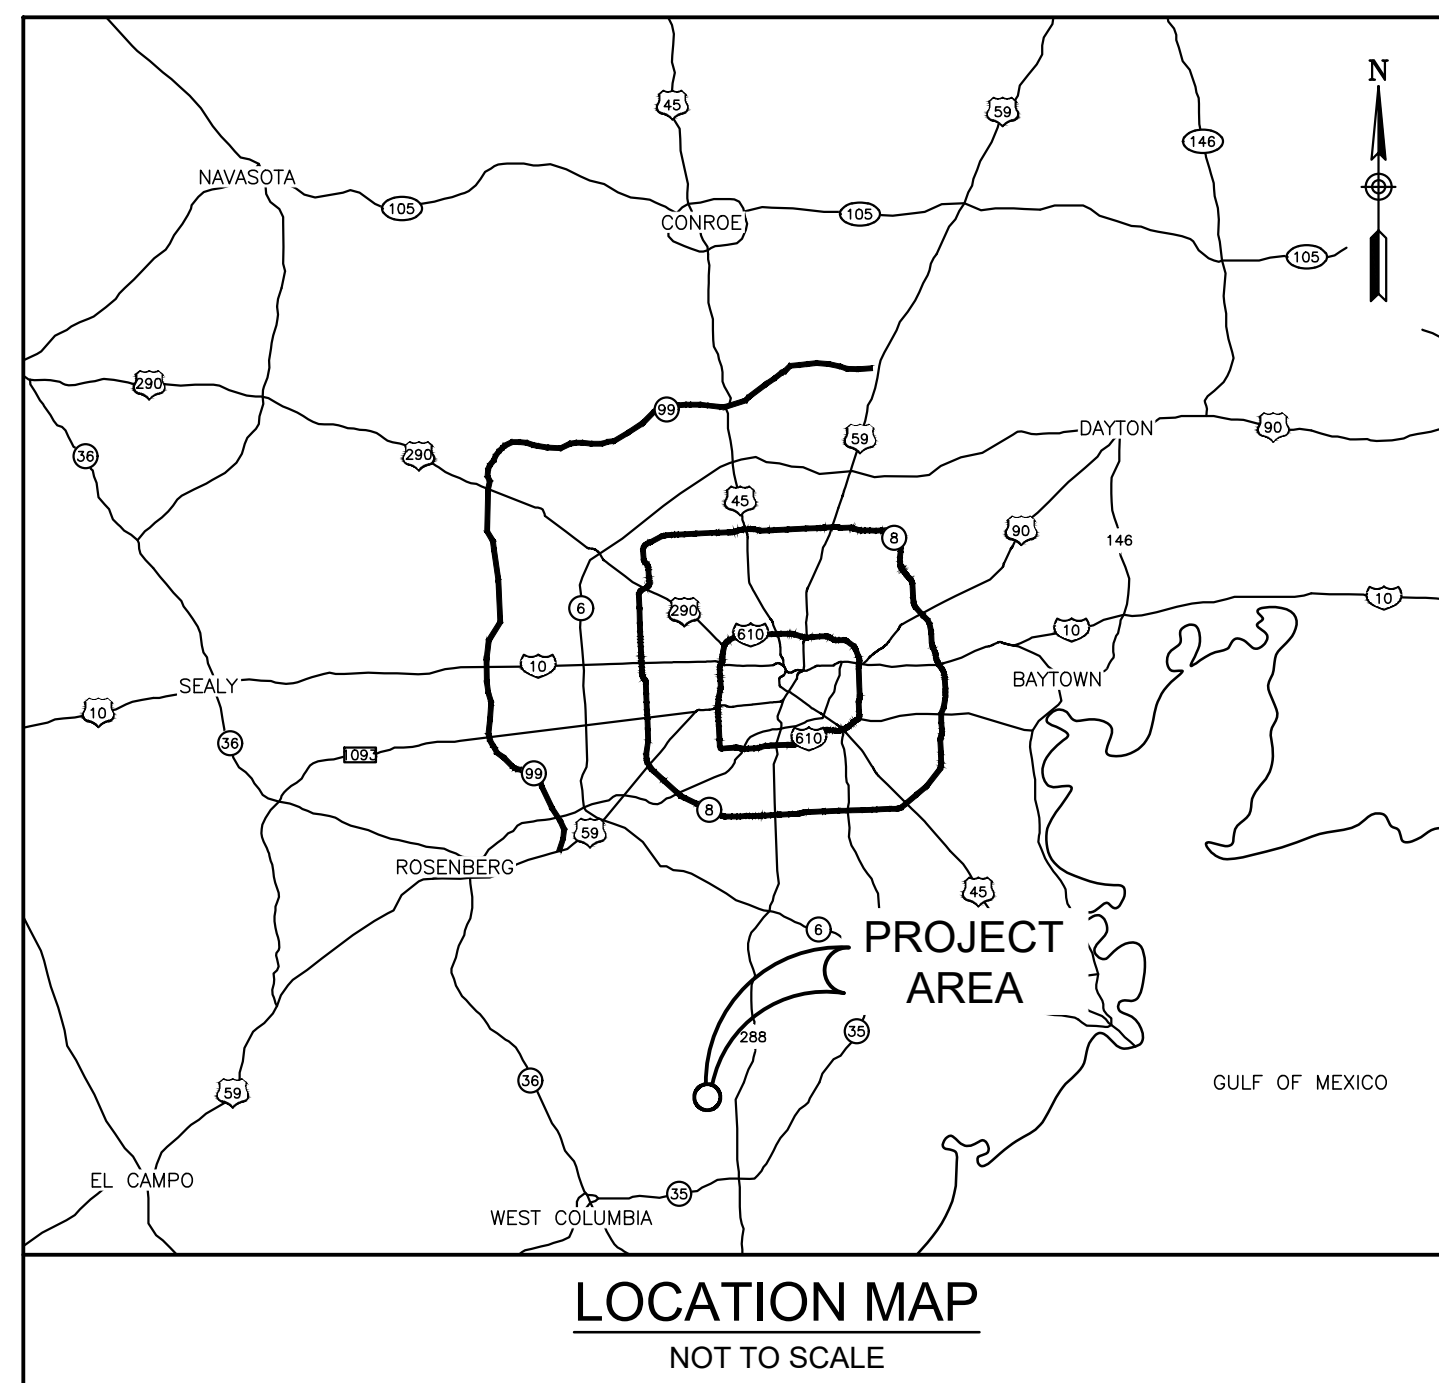 N
45
59
146
NAVASOTA
105
CONROE
105
105
290
99
36
290
59
DAYTON
90
45
90
8
146
6
290
610
10
10
10
SEALY
BAYTOWN
10
36
1093
610
99
8
59
ROSENBERG
45
6
PROJECT
AREA
288
35
36
59
GULF OF MEXICO
EL CAMPO
35
WEST COLUMBIA
LOCATION MAP
NOT TO SCALE